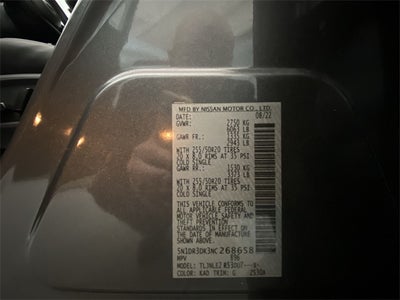 MFD BY NISSAN MOTOR CO., LTD.
DATE: 08/22
GVWR: 2750 KG
6063 LB
GAWR FR.: 1335 KG
2943 LB
WITH 255/50R20 TIRES
20 X 8.0 RIMS AT 35 PSI
COLD
GAWR RR.: 1530 KG
3373 LB
WITH 255/50R20 TIRES
20 X 8.0 RIMS AT 35 PSI
COLD
THIS VEHICLE CONFORMS TO
ALL APPLICABLE FEDERAL
MOTOR VEHICLE SAFETY AND
THEFT PREVENTION
STANDARDS IN EFFECT ON
THE DATE OF MANUFACTURE
SHOWN ABOVE.
5N1DR3DK3NC268658
MPV
MODEL:
COLOR: KAD TRIM: G